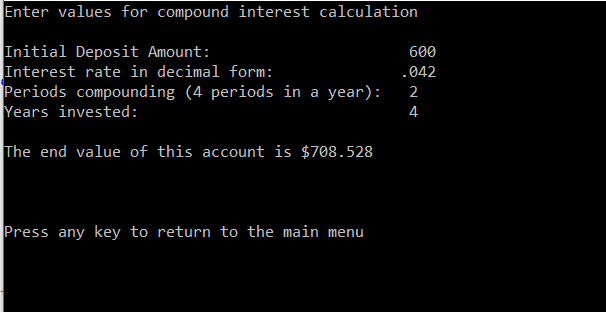 Enter values for compound interest calculation
Initial Deposit Amount: 600
Interest rate in decimal form: .042
Periods compounding (4 periods in a year): 2
Years invested: 4
The end value of this account is $708.528
Press any key to return to the main menu